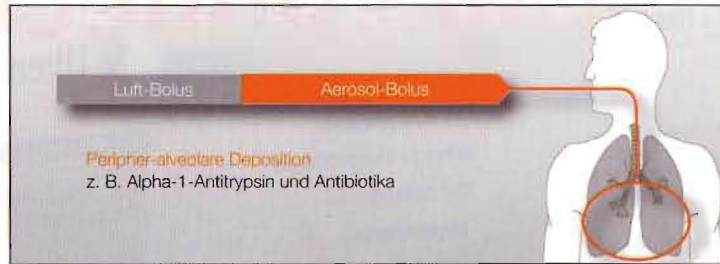 Luft-Bolus Aerosol-Bolus
Peripher-alveolare Deposition
z. B. Alpha-1-Antitrypsin und Antibiotika